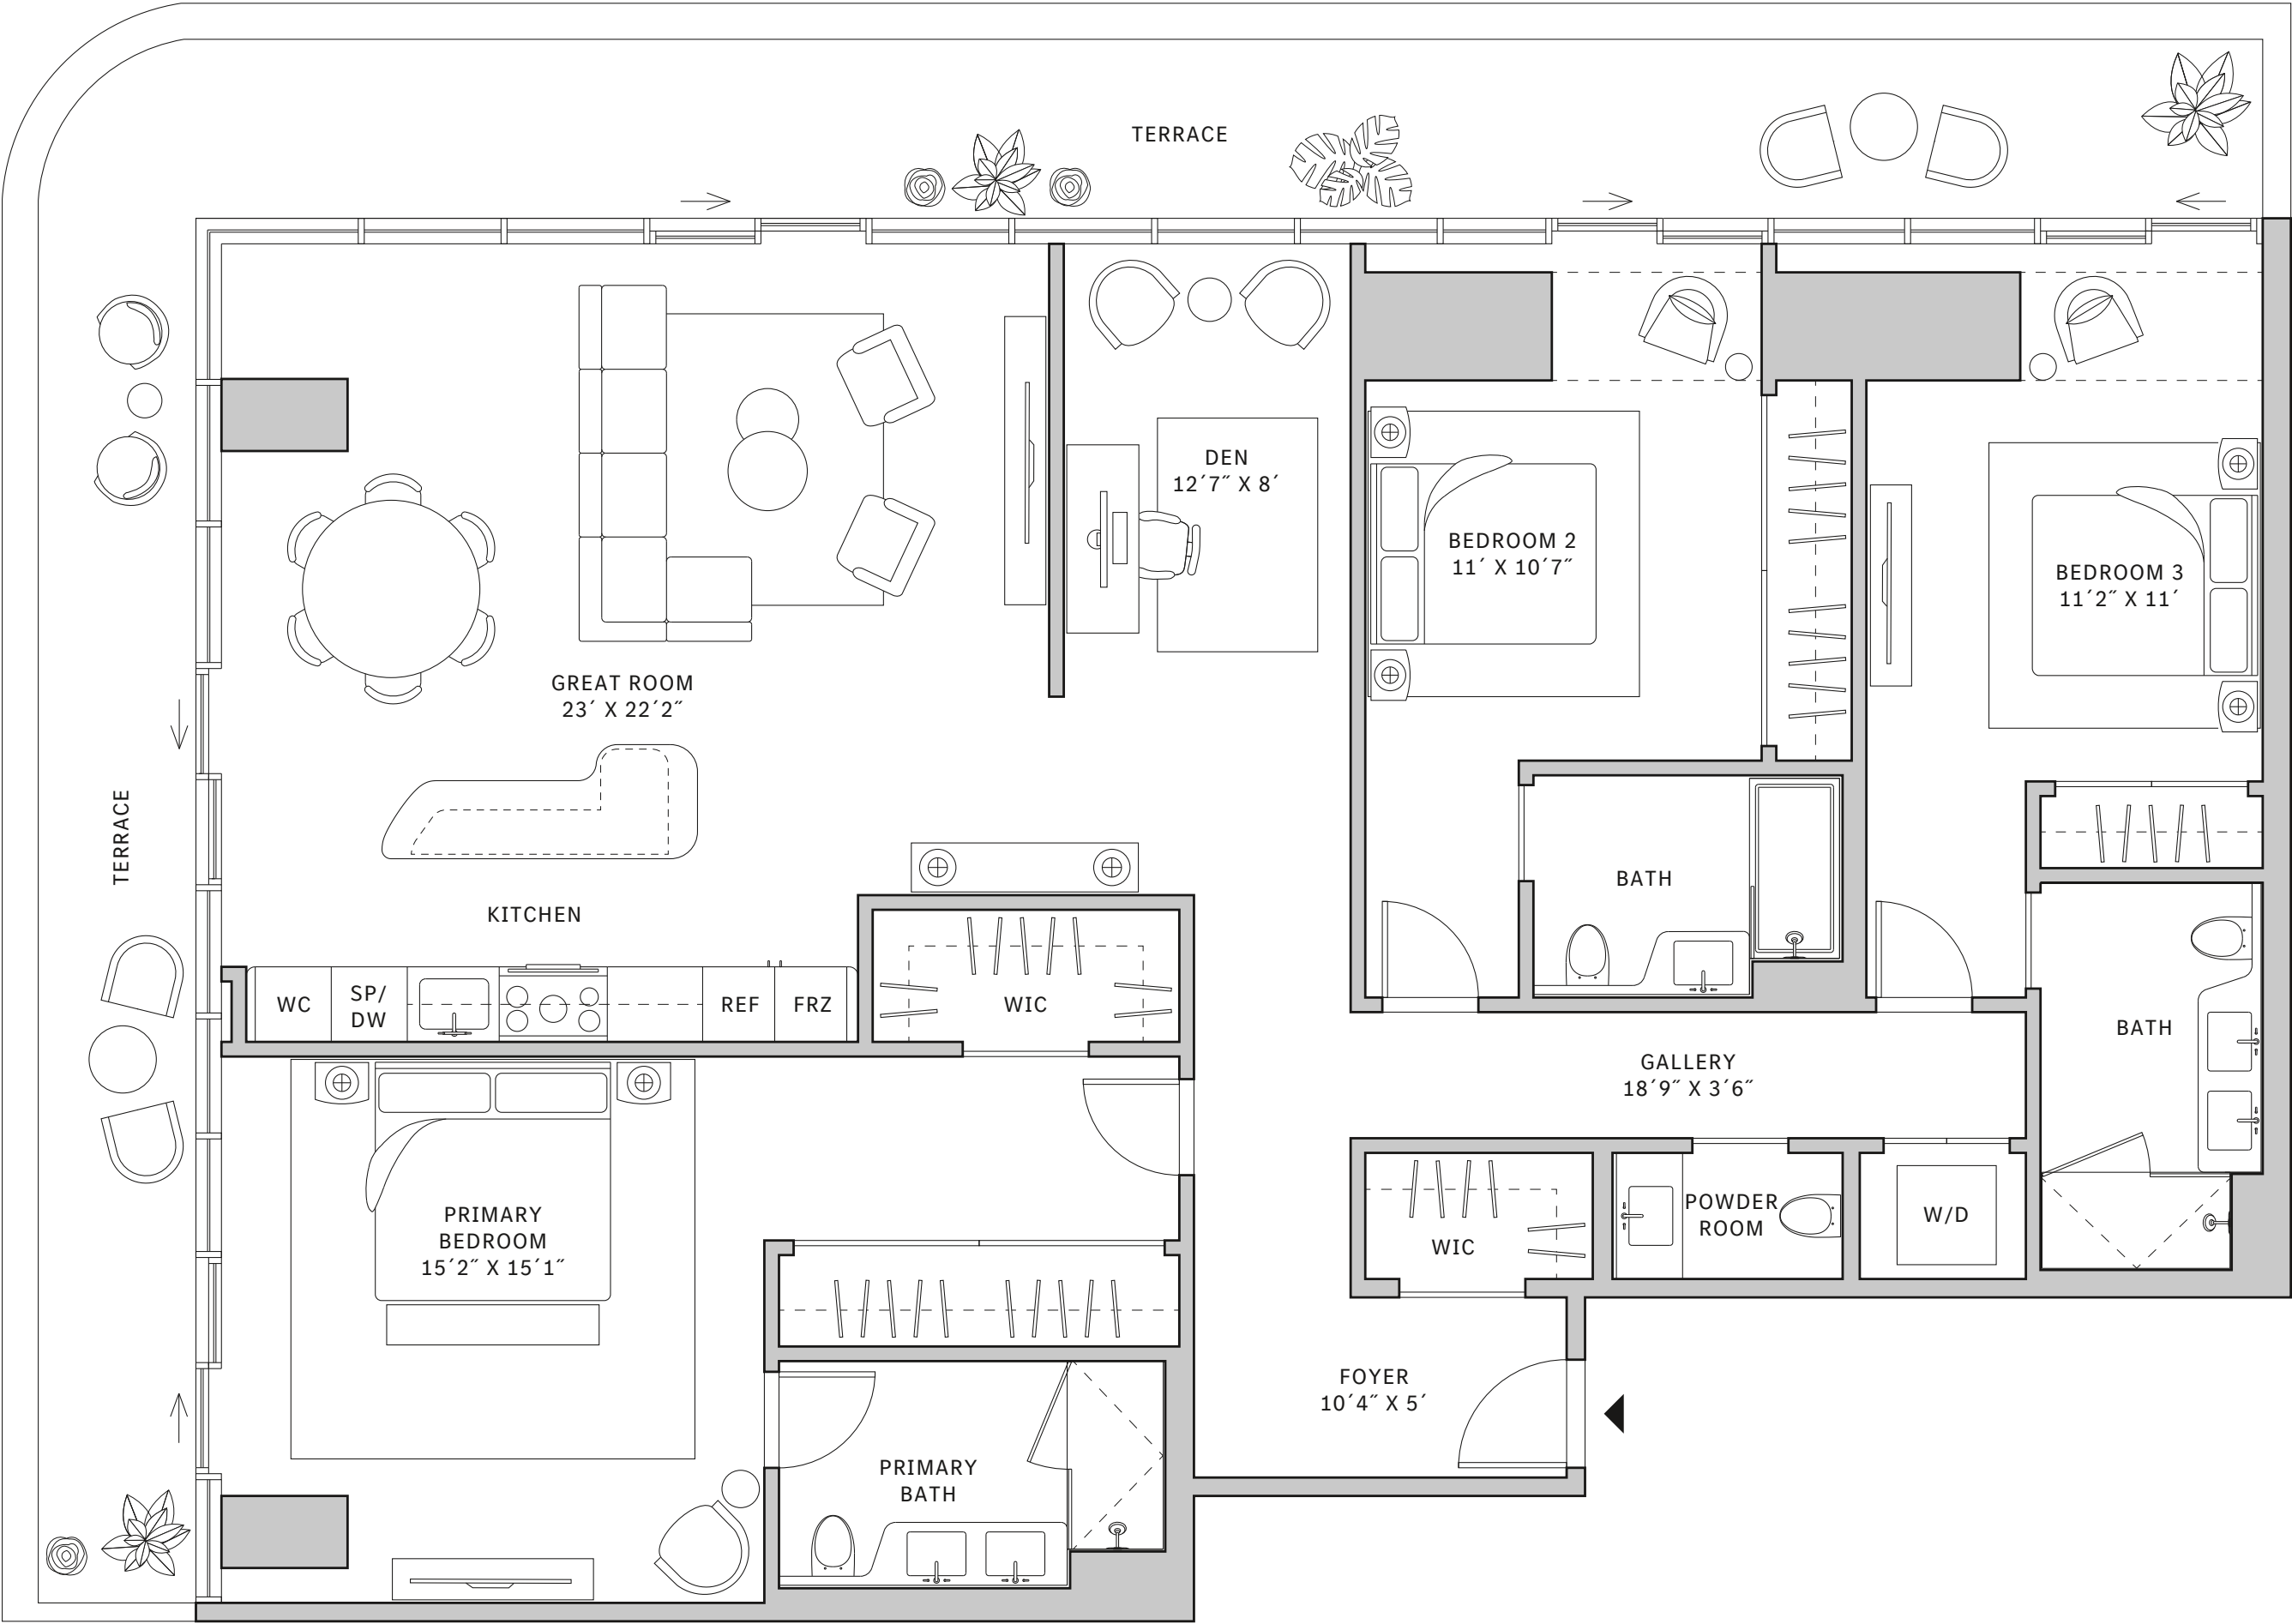 TERRACE
DEN
12´7˝ X 8´
BEDROOM 2
11´ X 10´7˝
BEDROOM 3
11´2˝ X 11´
GREAT ROOM
23´ X 22´2˝
TERRACE
KITCHEN
BATH
WC
SP/
DW
REF
FRZ
WIC
BATH
GALLERY
18´9˝ X 3´6˝
PRIMARY
BEDROOM
15´2˝ X 15´1˝
WIC
POWDER
ROOM
W/D
FOYER
10´4˝ X 5´
PRIMARY
BATH